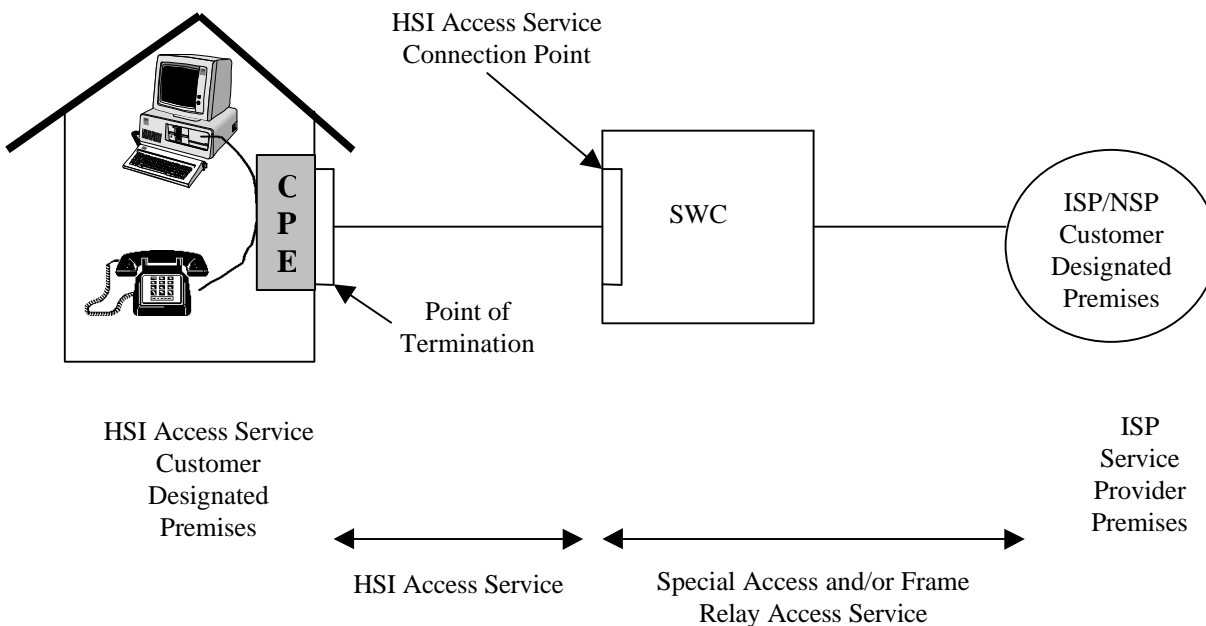 HSI Access Service
Connection Point
C
P
E
SWC
ISP/NSP
Customer
Designated
Premises
Point of
Termination
HSI Access Service
Customer
Designated
Premises
ISP
Service
Provider
Premises
HSI Access Service
Special Access and/or Frame
Relay Access Service